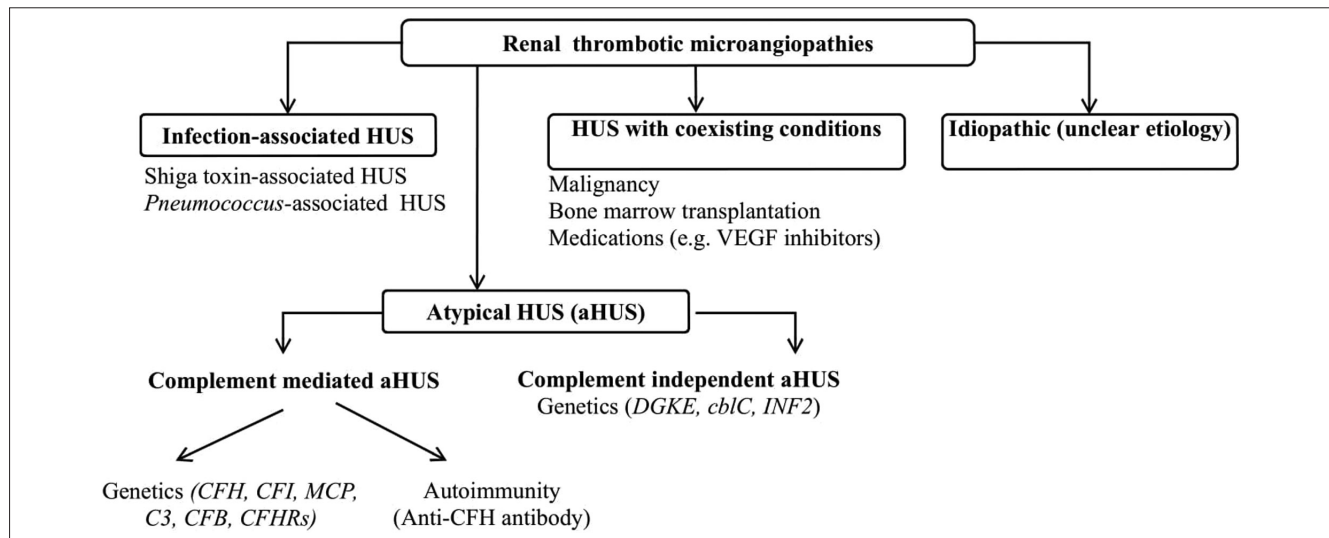 Renal thrombotic microangiopathies
Infection-associated HUS
Shiga toxin-associated HUS
Pneumococcus-associated HUS
HUS with coexisting conditions
Malignancy
Bone marrow transplantation
Medications (e.g. VEGF inhibitors)
Idiopathic (unclear etiology)
Atypical HUS (aHUS)
Complement mediated aHUS
Complement independent aHUS
Genetics (DGKE, cblC, INF2)
Genetics (CFH, CFI, MCP,
C3, CFB, CFHRs)
Autoimmunity
(Anti-CFH antibody)